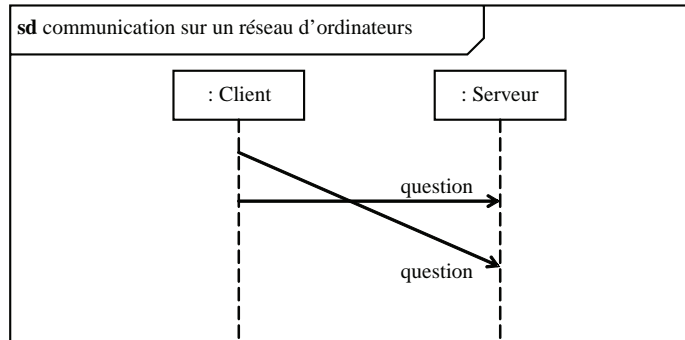 sd communication sur un réseau d’ordinateurs
: Client
: Serveur
question
question